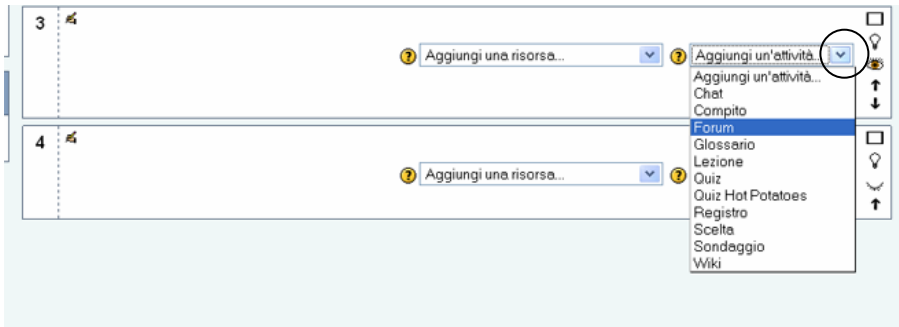 3
? Aggiungi una risorsa... ? Aggiungi un'attività...
Aggiungi un'attività...
Chat
Compito
Forum
Glossario
Lezione
Quiz
Quiz Hot Potatoes
Registro
Scelta
Sondaggio
Wiki
4
? Aggiungi una risorsa... ?